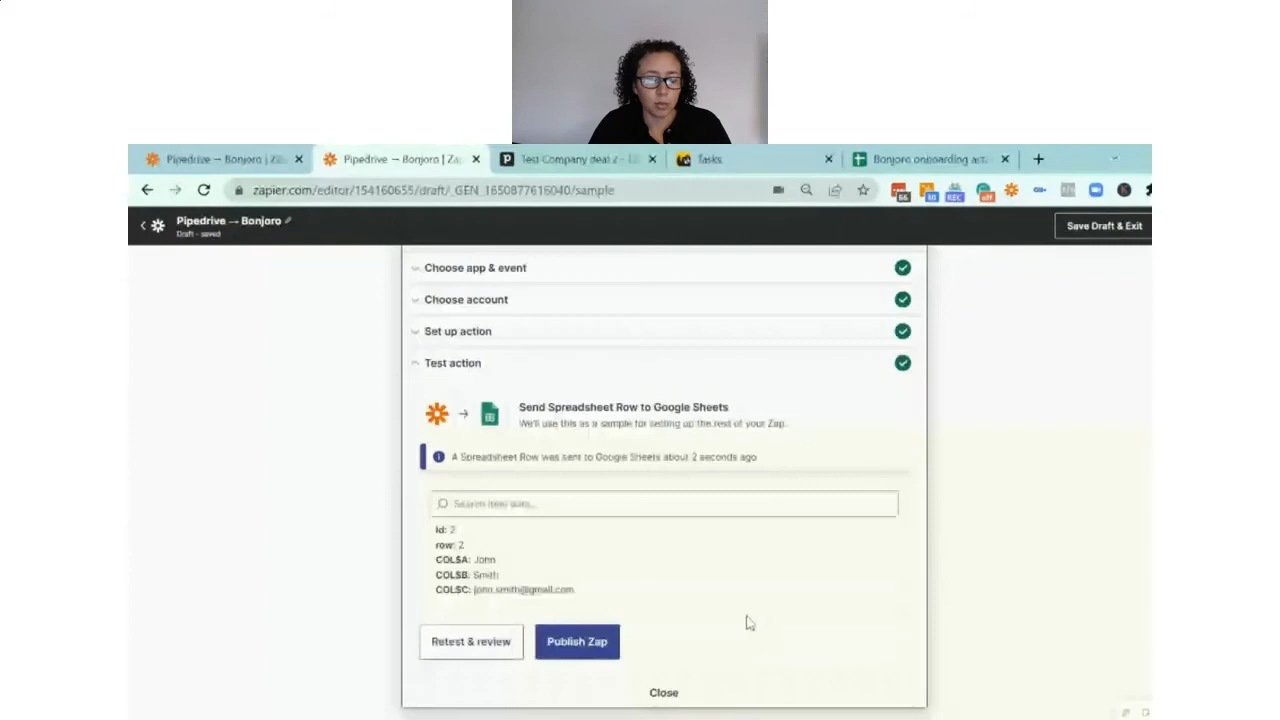 Pipedrive → Bonjoro | Za
Pipedrive → Bonjoro | Za
Test Company deal 2 -
Tasks
Bonjoro onboarding act
zapier.com/editor/154160655/draft/_GEN_1650877616040/sample
Pipedrive → Bonjoro
Draft - saved
Save Draft & Exit
Choose app & event
Choose account
Set up action
Test action
Send Spreadsheet Row to Google Sheets
We'll use this as a sample for setting up the rest of your Zap.
A Spreadsheet Row was sent to Google Sheets about 2 seconds ago
Search
id: 2
row: 2
COL$A: John
COL$B: Smith
COL$C: john.smith@gmail.com
Retest & review
Publish Zap
Close